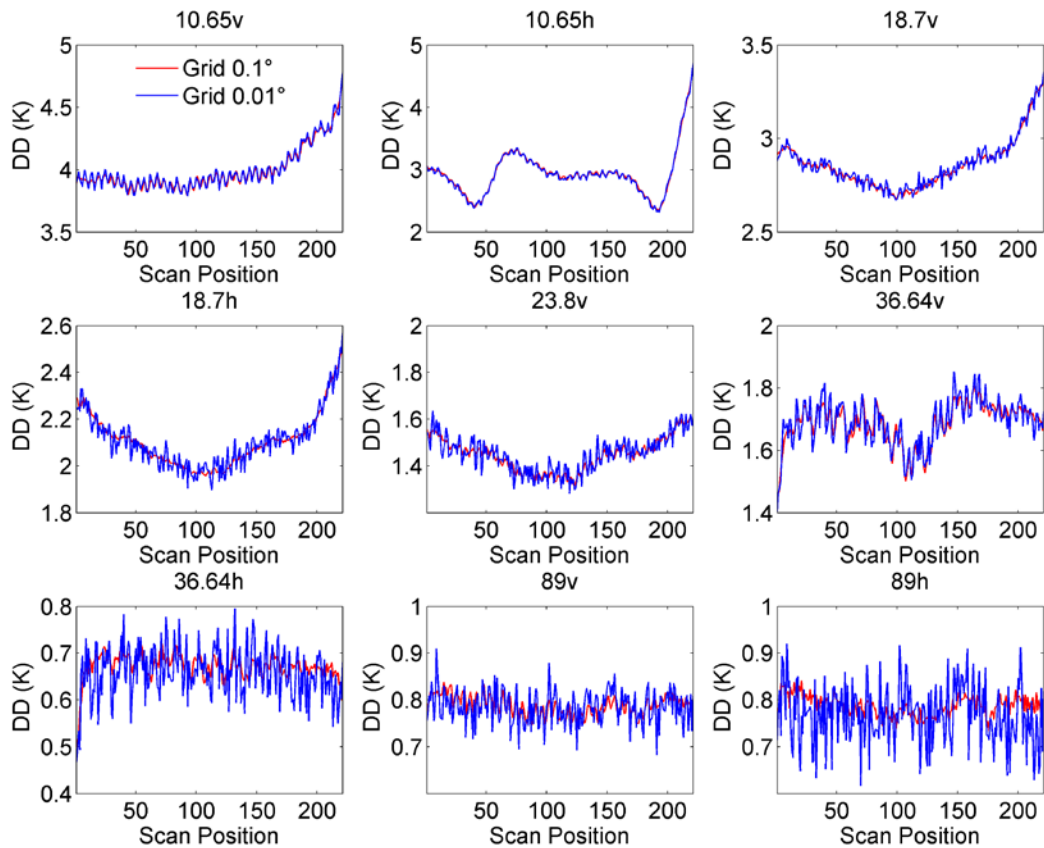 10.65v
10.65h
18.7v
5
4.5
4
3.5
DD (K)
Grid 0.1°
Grid 0.01°
50 100 150 200
Scan Position
5
4
3
2
DD (K)
50 100 150 200
Scan Position
3.5
3
2.5
DD (K)
50 100 150 200
Scan Position
18.7h
23.8v
36.64v
2.6
2.4
2.2
2
1.8
DD (K)
50 100 150 200
Scan Position
2
1.8
1.6
1.4
DD (K)
50 100 150 200
Scan Position
2
1.8
1.6
1.4
DD (K)
50 100 150 200
Scan Position
36.64h
89v
89h
0.8
0.7
0.6
0.5
0.4
DD (K)
50 100 150 200
Scan Position
1
0.9
0.8
0.7
DD (K)
50 100 150 200
Scan Position
1
0.9
0.8
0.7
DD (K)
50 100 150 200
Scan Position